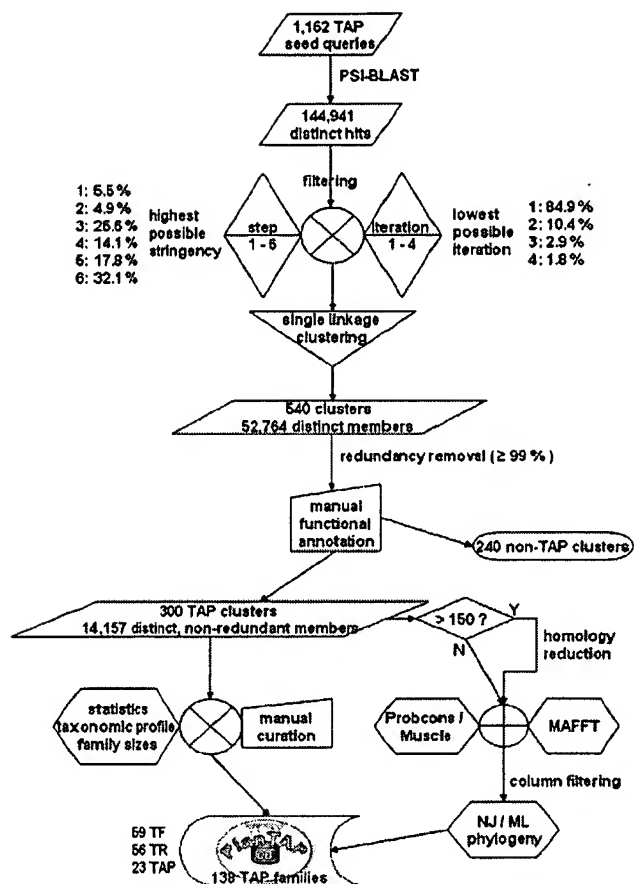 1,162 TAP
seed queries
PSI-BLAST
144,941
distinct hits
filtering
1: 5.5 %
2: 4.9%
3: 25.6 %
4: 14.1%
5: 17.8%
6: 32.1%
highest
possible
stringency
step
1 - 6
iteration
1 - 4
lowest
possible
iteration
1: 84.9%
2: 10.4%
3: 2.9%
4: 1.8%
single linkage
clustering
540 clusters
52,764 distinct members
redundancy removal (≥ 99 %)
manual
functional
annotation
240 non-TAP clusters
300 TAP clusters
14,157 distinct, non-redundant members
> 150 ?
Y
N
homology
reduction
statistics
taxonomic profile
family sizes
manual
curation
Probcons /
Muscle
MAFFT
column filtering
NJ / ML
phylogeny
59 TF
56 TR
23 TAP
PlanTAP
138 TAP families